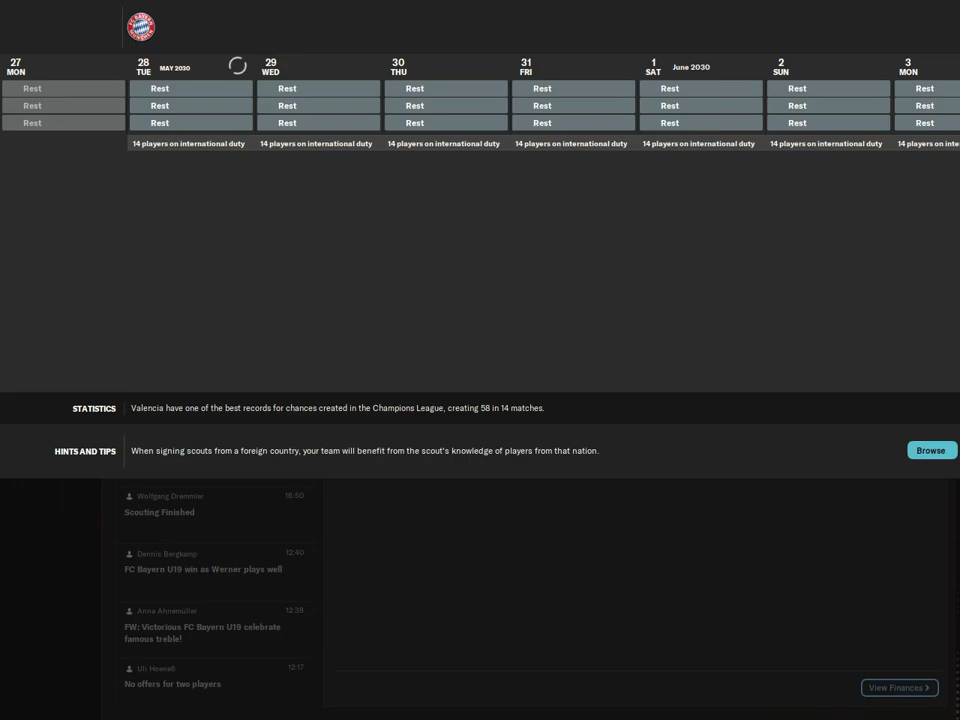 27
MON
28
TUE
MAY 2030
29
WED
30
THU
31
FRI
1
SAT
June 2030
2
SUN
3
MON
Rest Rest Rest Rest Rest Rest Rest Rest
Rest Rest Rest Rest Rest Rest Rest Rest
Rest Rest Rest Rest Rest Rest Rest Rest
14 players on international duty 14 players on international duty 14 players on international duty 14 players on international duty 14 players on international duty 14 players on international duty 14 players on inte
STATISTICS Valencia have one of the best records for chances created in the Champions League, creating 58 in 14 matches.
HINTS AND TIPS When signing scouts from a foreign country, your team will benefit from the scout's knowledge of players from that nation.
Browse
Wolfgang Dremmler 16:50
Scouting Finished
Dennis Bergkamp 12:40
FC Bayern U19 win as Werner plays well
Anna Ahnemüller 12:38
FW: Victorious FC Bayern U19 celebrate
famous treble!
Uli Hoeneß 12:17
No offers for two players
View Finances >